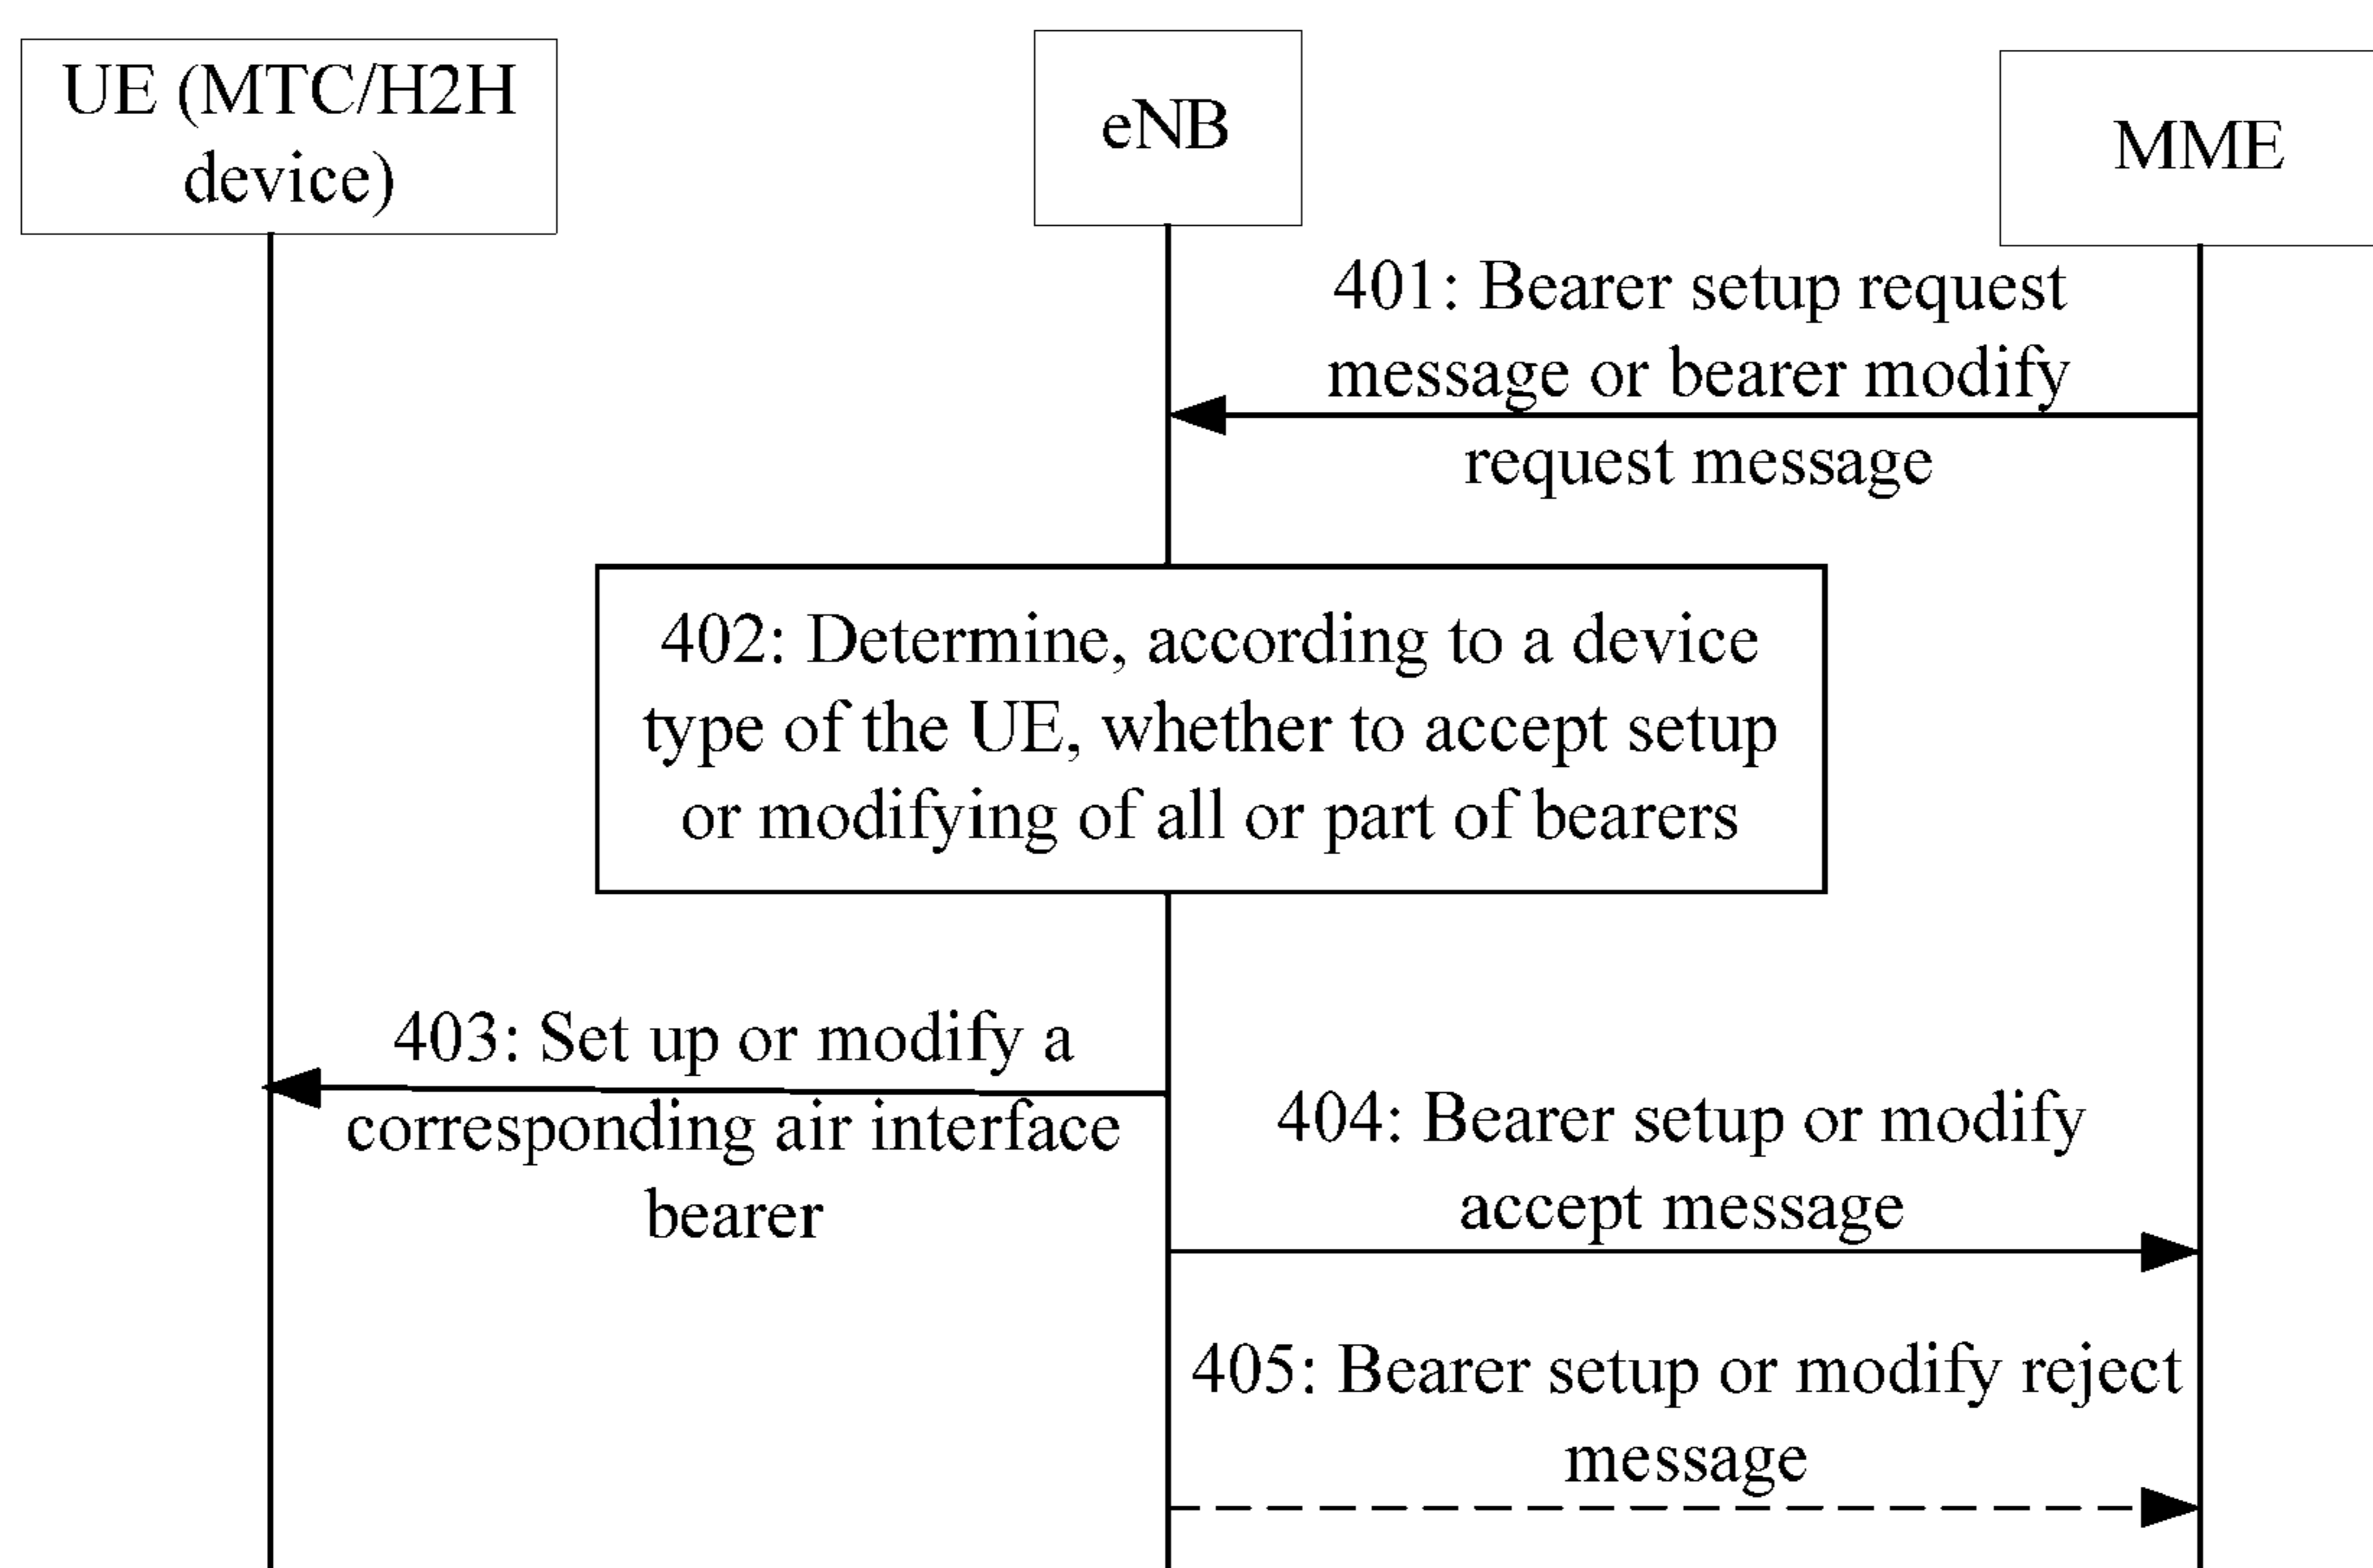 UE (MTC/H2H
device)
eNB
MME
401: Bearer setup request
message or bearer modify
request message
402: Determine, according to a device
type of the UE, whether to accept setup
or modifying of all or part of bearers
403: Set up or modify a
corresponding air interface
bearer
404: Bearer setup or modify
accept message
405: Bearer setup or modify reject
message